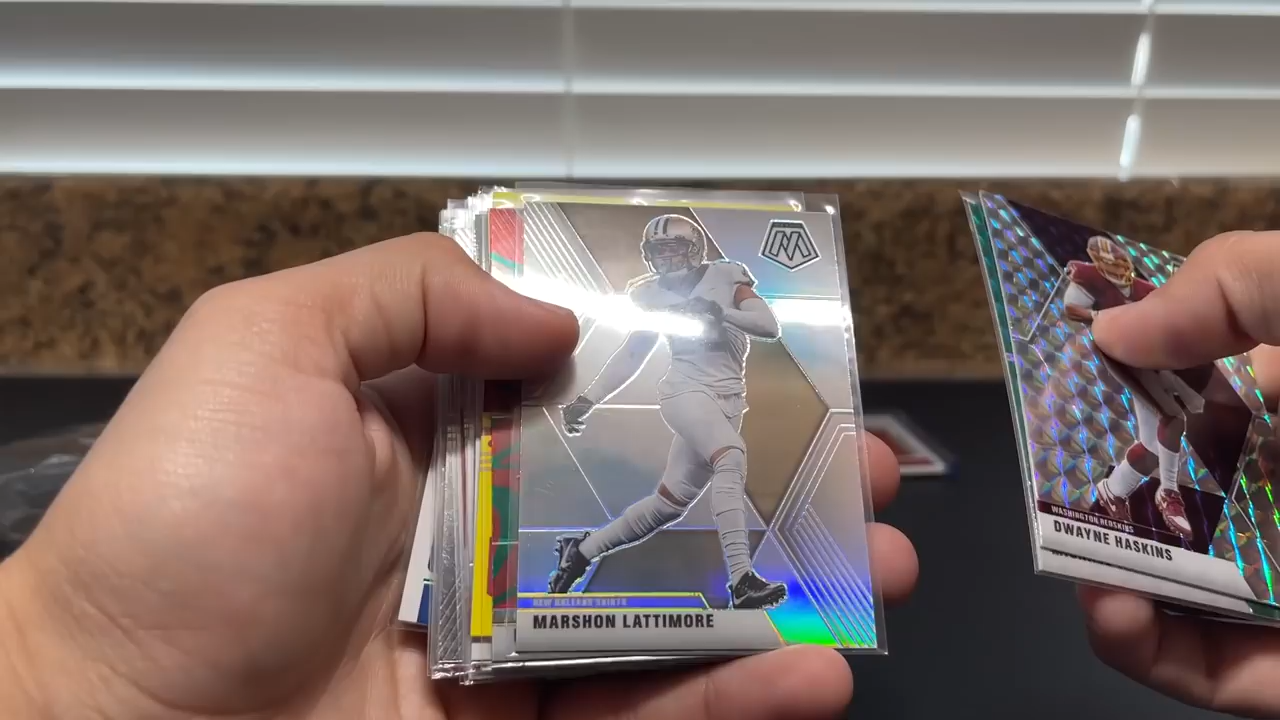 NEW ORLEANS SAINTS
MARSHON LATTIMORE
WASHINGTON REDSKINS
DWAYNE HASKINS